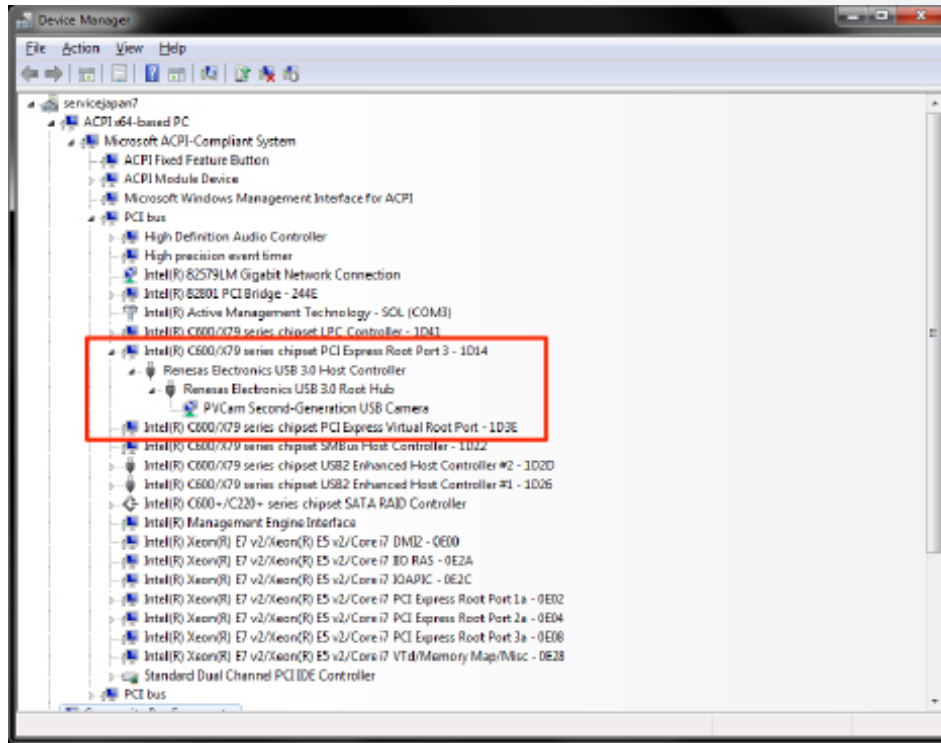 Device Manager
File Action View Help
servicejapan7
ACPI x64-based PC
Microsoft ACPI-Compliant System
ACPI Fixed Feature Button
ACPI Module Device
Microsoft Windows Management Interface for ACPI
PCI bus
High Definition Audio Controller
High precision event timer
Intel(R) 82579LM Gigabit Network Connection
Intel(R) 82801 PCI Bridge - 244E
Intel(R) Active Management Technology - SOL (COM3)
Intel(R) C600/X79 series chipset LPC Controller - 1D41
Intel(R) C600/X79 series chipset PCI Express Root Port 3 - 1D14
Renesas Electronics USB 3.0 Host Controller
Renesas Electronics USB 3.0 Root Hub
PVCam Second-Generation USB Camera
Intel(R) C600/X79 series chipset PCI Express Virtual Root Port - 1D3E
Intel(R) C600/X79 series chipset SMBus Host Controller - 1D22
Intel(R) C600/X79 series chipset USB2 Enhanced Host Controller #2 - 1D2D
Intel(R) C600/X79 series chipset USB2 Enhanced Host Controller #1 - 1D26
Intel(R) C600+/C220+ series chipset SATA RAID Controller
Intel(R) Management Engine Interface
Intel(R) Xeon(R) E7 v2/Xeon(R) E5 v2/Core i7 DMI2 - 0E00
Intel(R) Xeon(R) E7 v2/Xeon(R) E5 v2/Core i7 IIO RAS - 0E2A
Intel(R) Xeon(R) E7 v2/Xeon(R) E5 v2/Core i7 IOAPIC - 0E2C
Intel(R) Xeon(R) E7 v2/Xeon(R) E5 v2/Core i7 PCI Express Root Port 1a - 0E02
Intel(R) Xeon(R) E7 v2/Xeon(R) E5 v2/Core i7 PCI Express Root Port 2a - 0E04
Intel(R) Xeon(R) E7 v2/Xeon(R) E5 v2/Core i7 PCI Express Root Port 3a - 0E08
Intel(R) Xeon(R) E7 v2/Xeon(R) E5 v2/Core i7 VTd/Memory Map/Misc - 0E28
Standard Dual Channel PCI IDE Controller
PCI bus